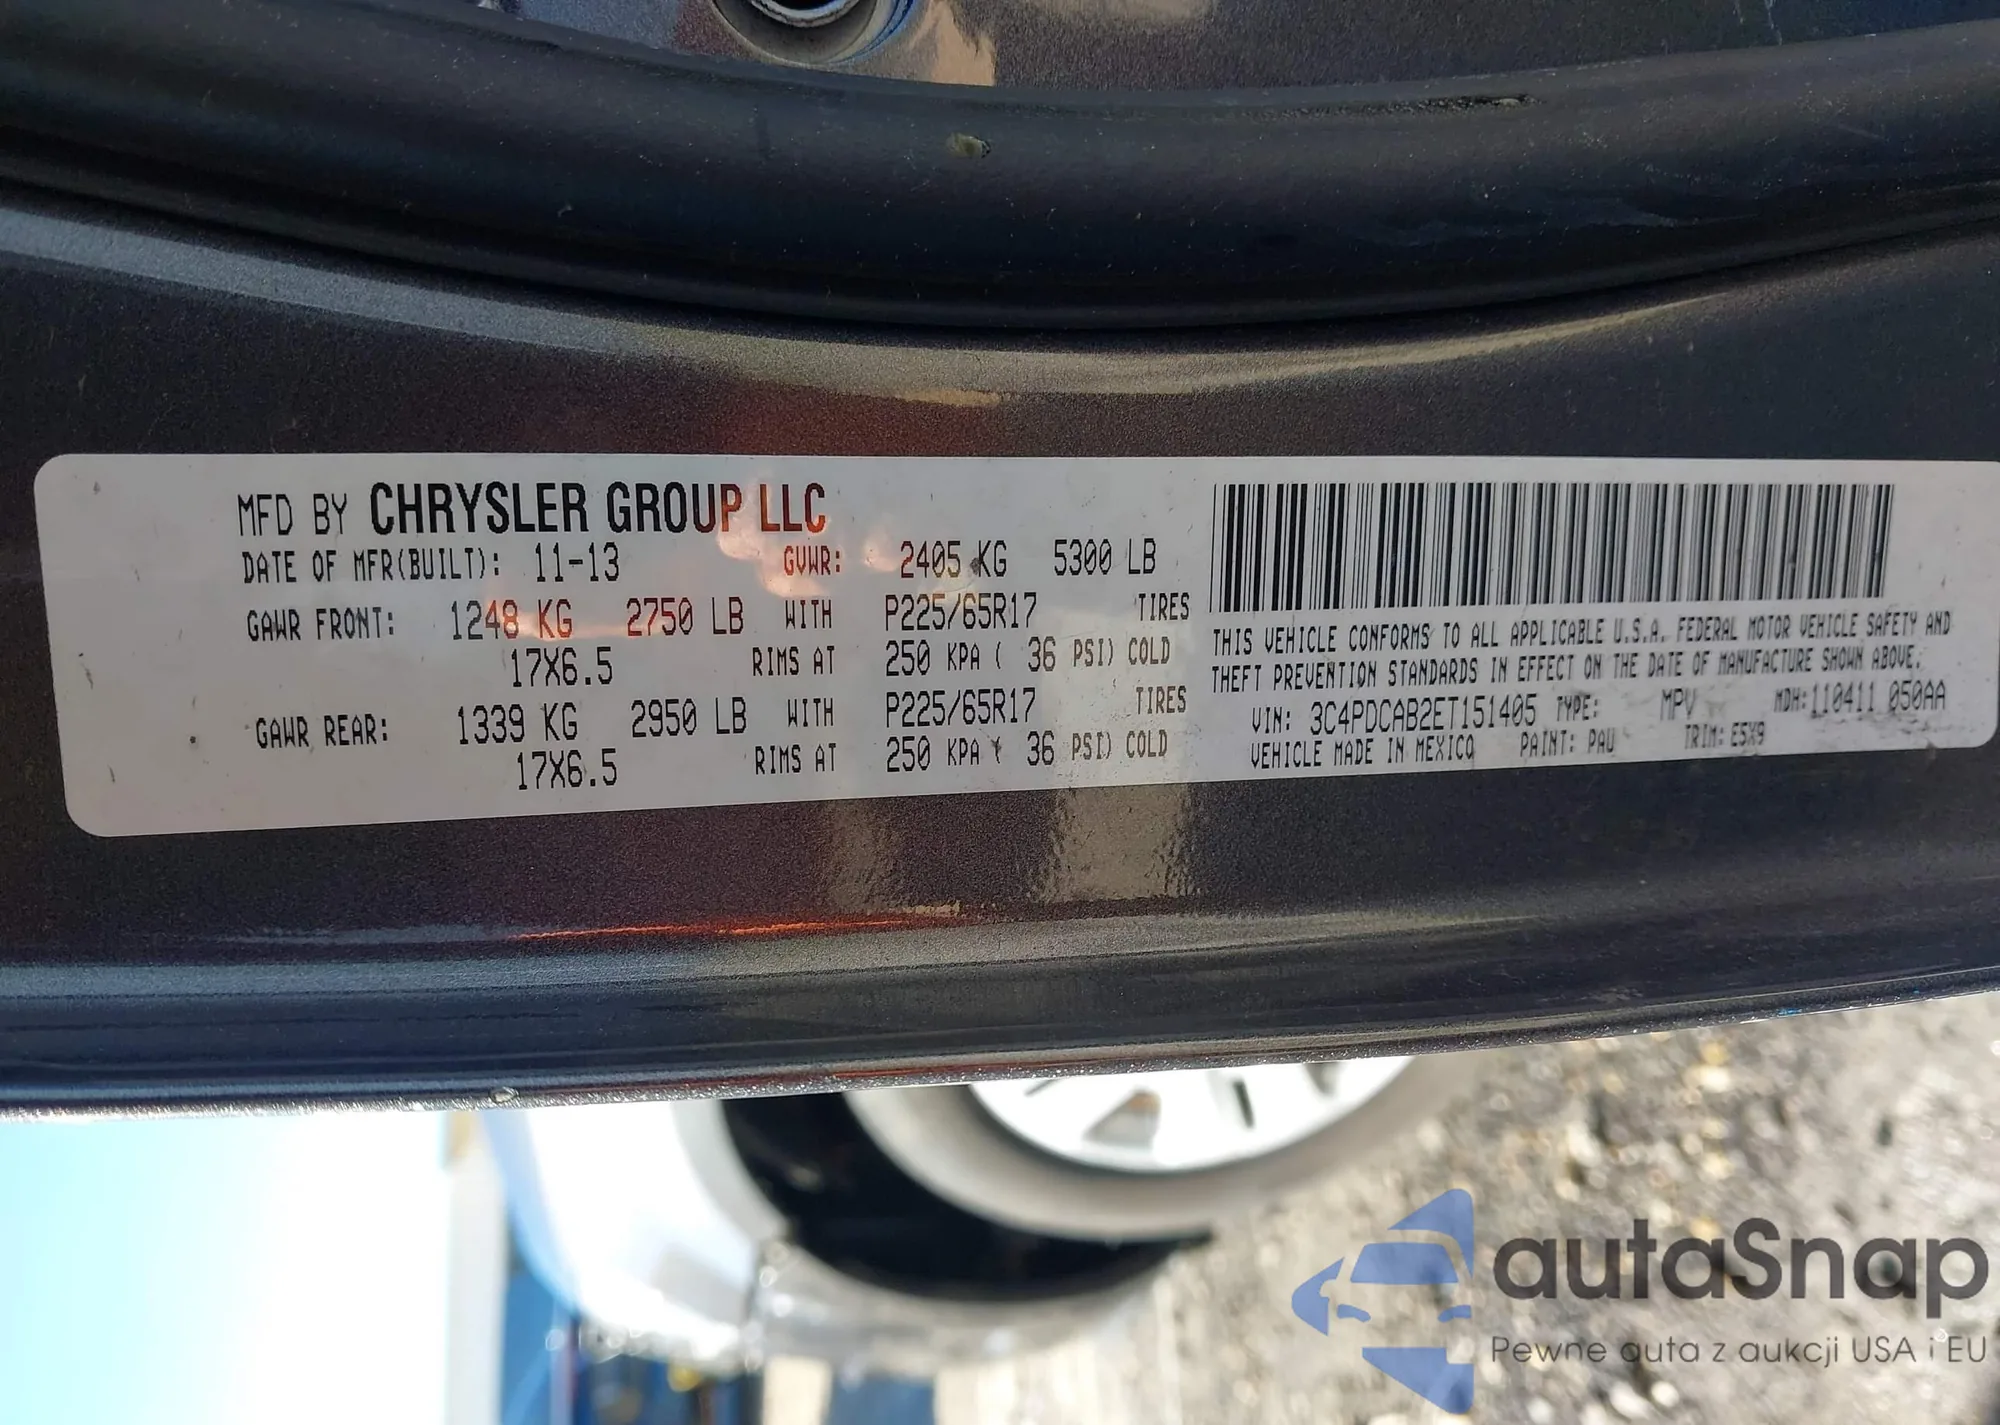 MFD BY CHRYSLER GROUP LLC
DATE OF MFR(BUILT): 11-13 GVWR: 2405 KG 5300 LB
GAWR FRONT: 1248 KG 2750 LB WITH P225/65R17 TIRES
17X6.5 RIMS AT 250 KPA ( 36 PSI) COLD
GAWR REAR: 1339 KG 2950 LB WITH P225/65R17 TIRES
17X6.5 RIMS AT 250 KPA ( 36 PSI) COLD
THIS VEHICLE CONFORMS TO ALL APPLICABLE U.S.A. FEDERAL MOTOR VEHICLE SAFETY AND
THEFT PREVENTION STANDARDS IN EFFECT ON THE DATE OF MANUFACTURE SHOWN ABOVE.
VIN: 3C4PDCAB2ET151405 TYPE: MPV MDH: 110411 050AA
VEHICLE MADE IN MEXICO PAINT: PAU TRIM: E5X9
autaSnap
Pewne auta z aukcji USA i EU